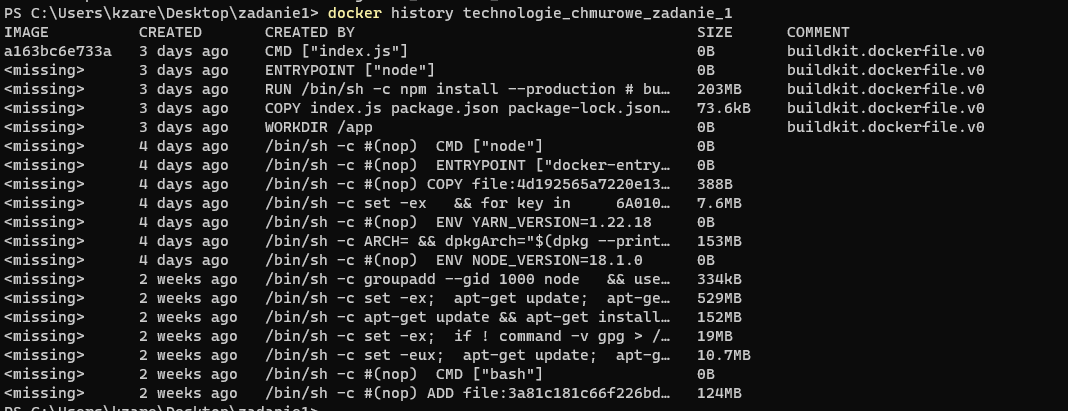 PS C:\Users\kzare\Desktop\zadanie1> docker history technologie_chmurowe_zadanie_1
IMAGE CREATED CREATED BY SIZE COMMENT
a163bc6e733a 3 days ago CMD ["index.js"] 0B buildkit.dockerfile.v0
<missing> 3 days ago ENTRYPOINT ["node"] 0B buildkit.dockerfile.v0
<missing> 3 days ago RUN /bin/sh -c npm install --production # bu… 203MB buildkit.dockerfile.v0
<missing> 3 days ago COPY index.js package.json package-lock.json… 73.6kB buildkit.dockerfile.v0
<missing> 3 days ago WORKDIR /app 0B buildkit.dockerfile.v0
<missing> 4 days ago /bin/sh -c #(nop)  CMD ["node"] 0B
<missing> 4 days ago /bin/sh -c #(nop)  ENTRYPOINT ["docker-entry… 0B
<missing> 4 days ago /bin/sh -c #(nop) COPY file:4d192565a7220e13… 388B
<missing> 4 days ago /bin/sh -c set -ex   && for key in     6A010… 7.6MB
<missing> 4 days ago /bin/sh -c #(nop)  ENV YARN_VERSION=1.22.18 0B
<missing> 4 days ago /bin/sh -c ARCH= && dpkgArch="$(dpkg --print… 153MB
<missing> 4 days ago /bin/sh -c #(nop)  ENV NODE_VERSION=18.1.0 0B
<missing> 2 weeks ago /bin/sh -c groupadd --gid 1000 node   && use… 334kB
<missing> 2 weeks ago /bin/sh -c set -ex;  apt-get update;  apt-ge… 529MB
<missing> 2 weeks ago /bin/sh -c apt-get update && apt-get install… 152MB
<missing> 2 weeks ago /bin/sh -c set -ex;  if ! command -v gpg > /… 19MB
<missing> 2 weeks ago /bin/sh -c set -eux;  apt-get update;  apt-g… 10.7MB
<missing> 2 weeks ago /bin/sh -c #(nop)  CMD ["bash"] 0B
<missing> 2 weeks ago /bin/sh -c #(nop) ADD file:3a81c181c66f226bd… 124MB
PS C:\Users\kzare\Desktop\zadanie1>